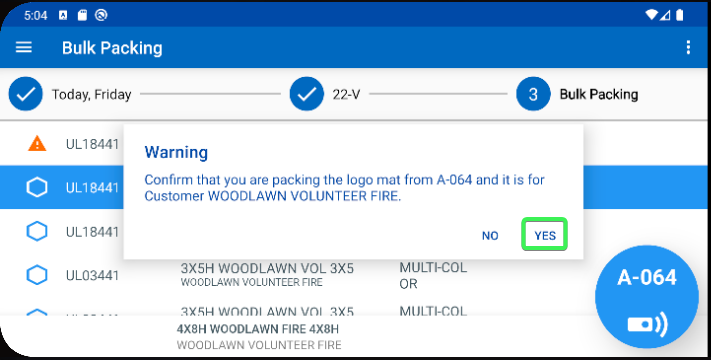 5:04
Bulk Packing
Today, Friday
22-V
3 Bulk Packing
UL18441
Warning
Confirm that you are packing the logo mat from A-064 and it is for
Customer WOODLAWN VOLUNTEER FIRE.
UL18441
UL18441
NO YES
UL03441 3X5H WOODLAWN VOL 3X5 MULTI-COL
WOODLAWN VOLUNTEER FIRE OR
A-064
3X5H WOODLAWN VOL 3X5 MULTI-COL
4X8H WOODLAWN FIRE 4X8H
WOODLAWN VOLUNTEER FIRE